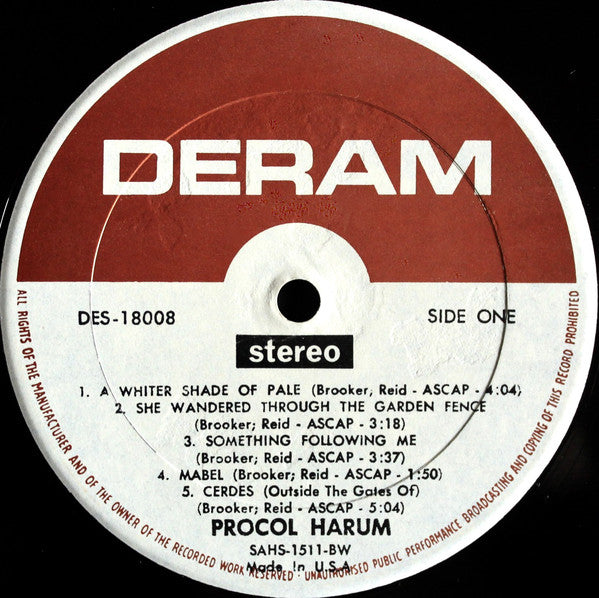 DERAM
DES-18008
SIDE ONE
stereo
1. A WHITER SHADE OF PALE (Brooker; Reid - ASCAP - 4:04)
2. SHE WANDERED THROUGH THE GARDEN FENCE
(Brooker; Reid - ASCAP - 3:18)
3. SOMETHING FOLLOWING ME
(Brooker; Reid - ASCAP - 3:37)
4. MABEL (Brooker; Reid - ASCAP - 1:50)
5. CERDES (Outside The Gates Of)
(Brooker; Reid - ASCAP - 5:04)
PROCOL HARUM
SAHS-1511-BW
Made In U.S.A.
ALL RIGHTS OF THE MANUFACTURER AND OF THE OWNER OF THE RECORDED WORK RESERVED · UNAUTHORISED PUBLIC PERFORMANCE BROADCASTING AND COPYING OF THIS RECORD PROHIBITED